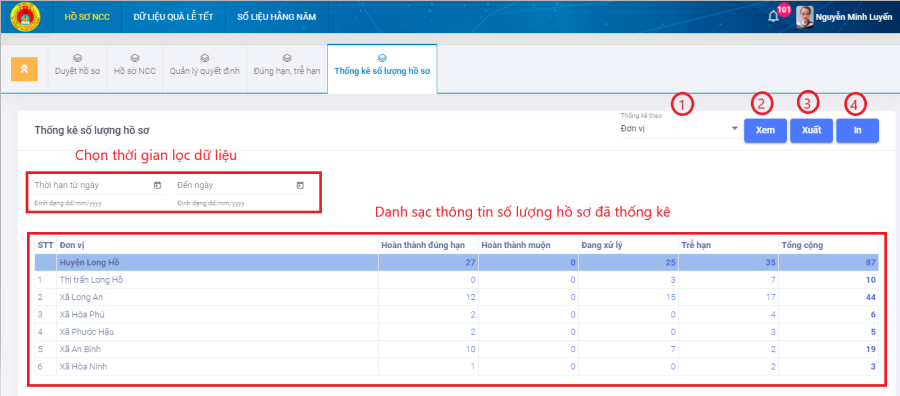 HỒ SƠ NCC DỮ LIỆU QUÀ LỄ TẾT SỐ LIỆU HÀNG NĂM 101 Nguyễn Minh Luyến
Duyệt hồ sơ Hồ sơ NCC Quản lý quyết định Đúng hạn, trễ hạn Thống kê số lượng hồ sơ
1 2 3 4
Thống kê theo
Thống kê số lượng hồ sơ Đơn vị Xem Xuất In
Chọn thời gian lọc dữ liệu
Thời hạn từ ngày Đến ngày
Định dạng dd/mm/yyyy Định dạng dd/mm/yyyy
Danh sạc thông tin số lượng hồ sơ đã thống kê
STT Đơn vị Hoàn thành đúng hạn Hoàn thành muộn Đang xử lý Trễ hạn Tổng cộng
Huyện Long Hồ 27 0 25 35 87
1 Thị trấn Long Hồ 0 0 3 7 10
2 Xã Long An 12 0 15 17 44
3 Xã Hòa Phú 2 0 0 4 6
4 Xã Phước Hậu 2 0 0 3 5
5 Xã An Bình 10 0 7 2 19
6 Xã Hòa Ninh 1 0 0 2 3